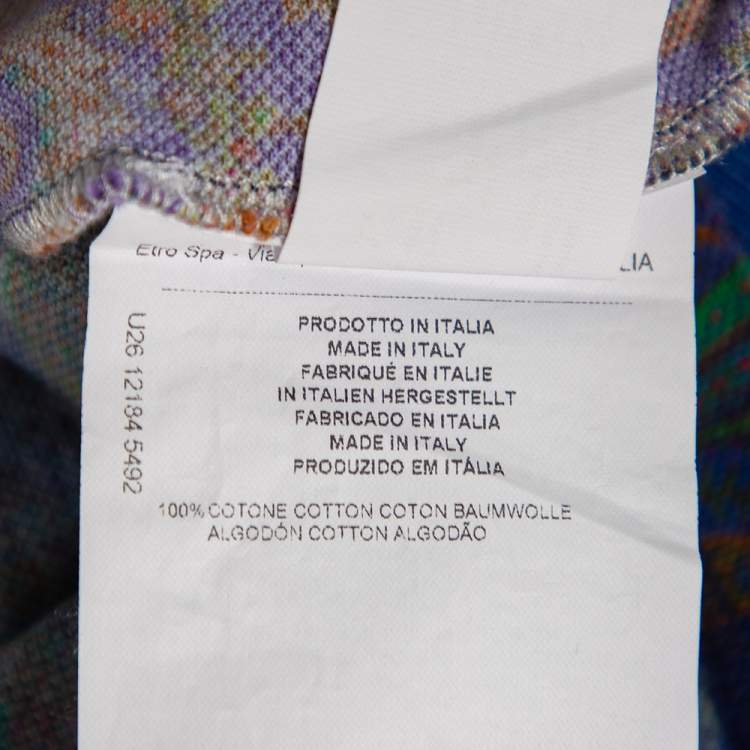 Etro Spa - Via
LIA
PRODOTTO IN ITALIA
MADE IN ITALY
FABRIQUÉ EN ITALIE
IN ITALIEN HERGESTELLT
FABRICADO EN ITALIA
MADE IN ITALY
PRODUZIDO EM ITÁLIA
100% COTONE COTTON COTON BAUMWOLLE
ALGODÓN COTTON ALGODÃO
U26 12184 5492